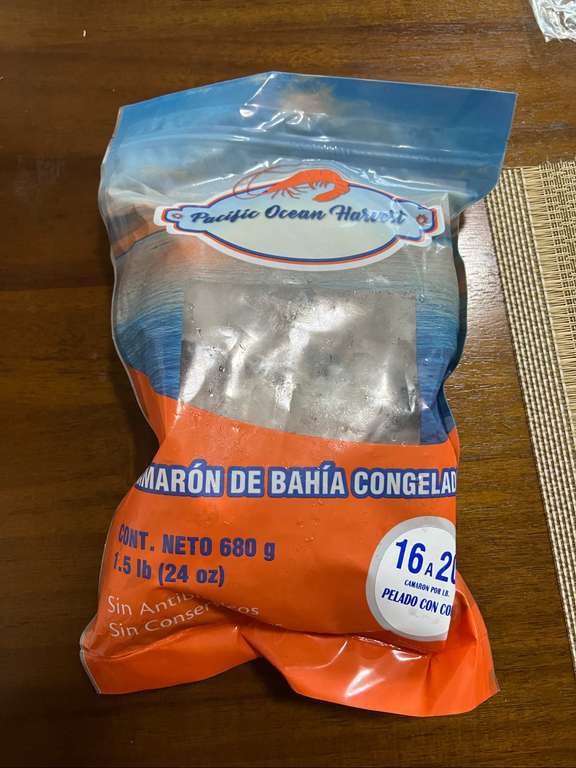 Pacific Ocean Harvest
MARÓN DE BAHÍA CONGELAD
CONT. NETO 680 g
1.5 lb (24 oz)
Sin Antibi
Sin Conser
16 A 20
CAMARON POR LB.
PELADO CON CO